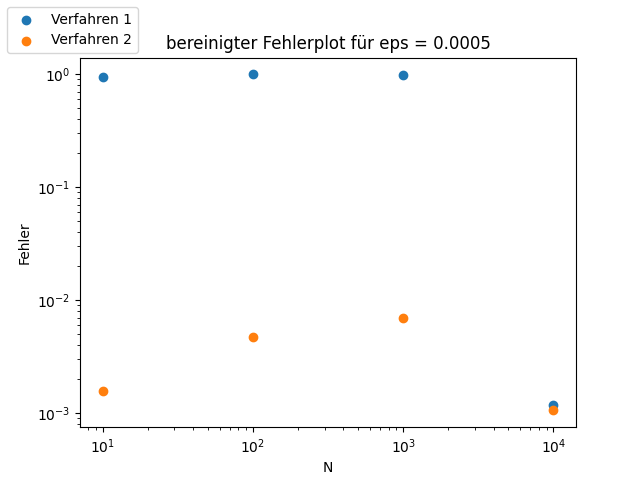 Verfahren 1
Verfahren 2
bereinigter Fehlerplot für eps = 0.0005
10⁰
10⁻¹
10⁻²
10⁻³
Fehler
10¹ 10² 10³ 10⁴
N